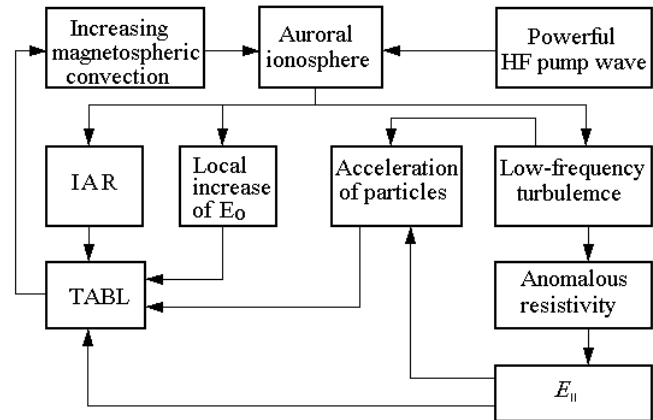 Increasing
magnetospheric
convection
Auroral
ionosphere
Powerful
HF pump wave
IAR
Local
increase
of E₀
Acceleration
of particles
Low-frequency
turbulemce
TABL
Anomalous
resistivity
E॥